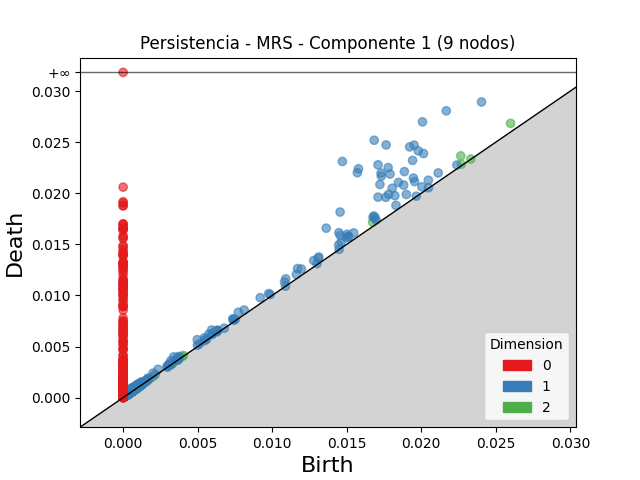 Persistencia - MRS - Componente 1 (9 nodos)
+∞
0.030
0.025
0.020
0.015
0.010
0.005
0.000
Death
Dimension
0
1
2
0.000 0.005 0.010 0.015 0.020 0.025 0.030
Birth